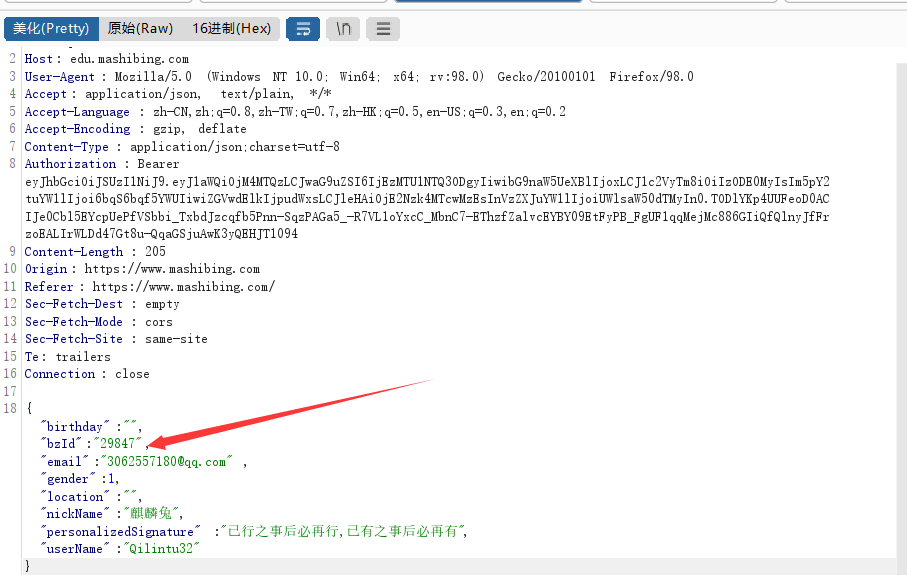 美化(Pretty) 原始(Raw) 16进制(Hex) \n
2 Host : edu.mashibing.com
3 User-Agent : Mozilla/5.0 (Windows NT 10.0; Win64; x64; rv:98.0) Gecko/20100101 Firefox/98.0
4 Accept : application/json, text/plain, */*
5 Accept-Language : zh-CN,zh;q=0.8,zh-TW;q=0.7,zh-HK;q=0.5,en-US;q=0.3,en;q=0.2
6 Accept-Encoding : gzip, deflate
7 Content-Type : application/json;charset=utf-8
8 Authorization : Bearer
9 Content-Length : 205
10 Origin : https://www.mashibing.com
11 Referer : https://www.mashibing.com/
12 Sec-Fetch-Dest : empty
13 Sec-Fetch-Mode : cors
14 Sec-Fetch-Site : same-site
15 Te: trailers
16 Connection : close
17
18 {
"birthday" :"",
"bzId" :"29847",
"email" :"3062557180@qq.com" ,
"gender" :1,
"location" :"",
"nickName" :"麒麟兔",
"personalizedSignature" :"已行之事后必再行,已有之事后必再有",
"userName" :"Qilintu32"
}